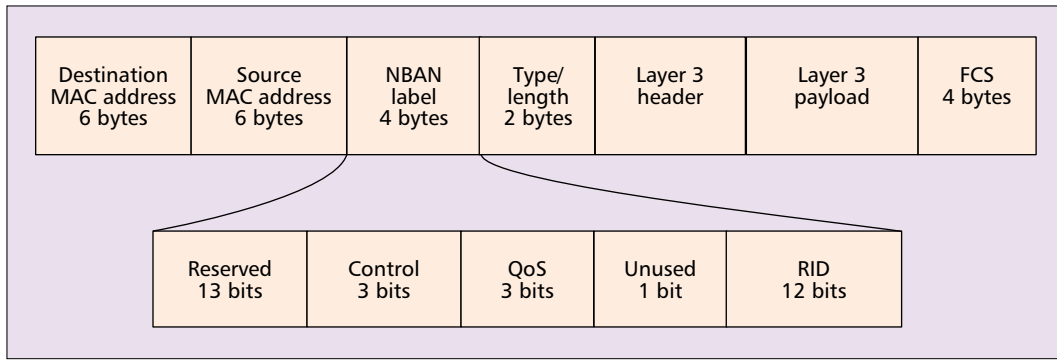 Destination
MAC address
6 bytes
Source
MAC address
6 bytes
NBAN
label
4 bytes
Type/
length
2 bytes
Layer 3
header
Layer 3
payload
FCS
4 bytes
Reserved
13 bits
Control
3 bits
QoS
3 bits
Unused
1 bit
RID
12 bits